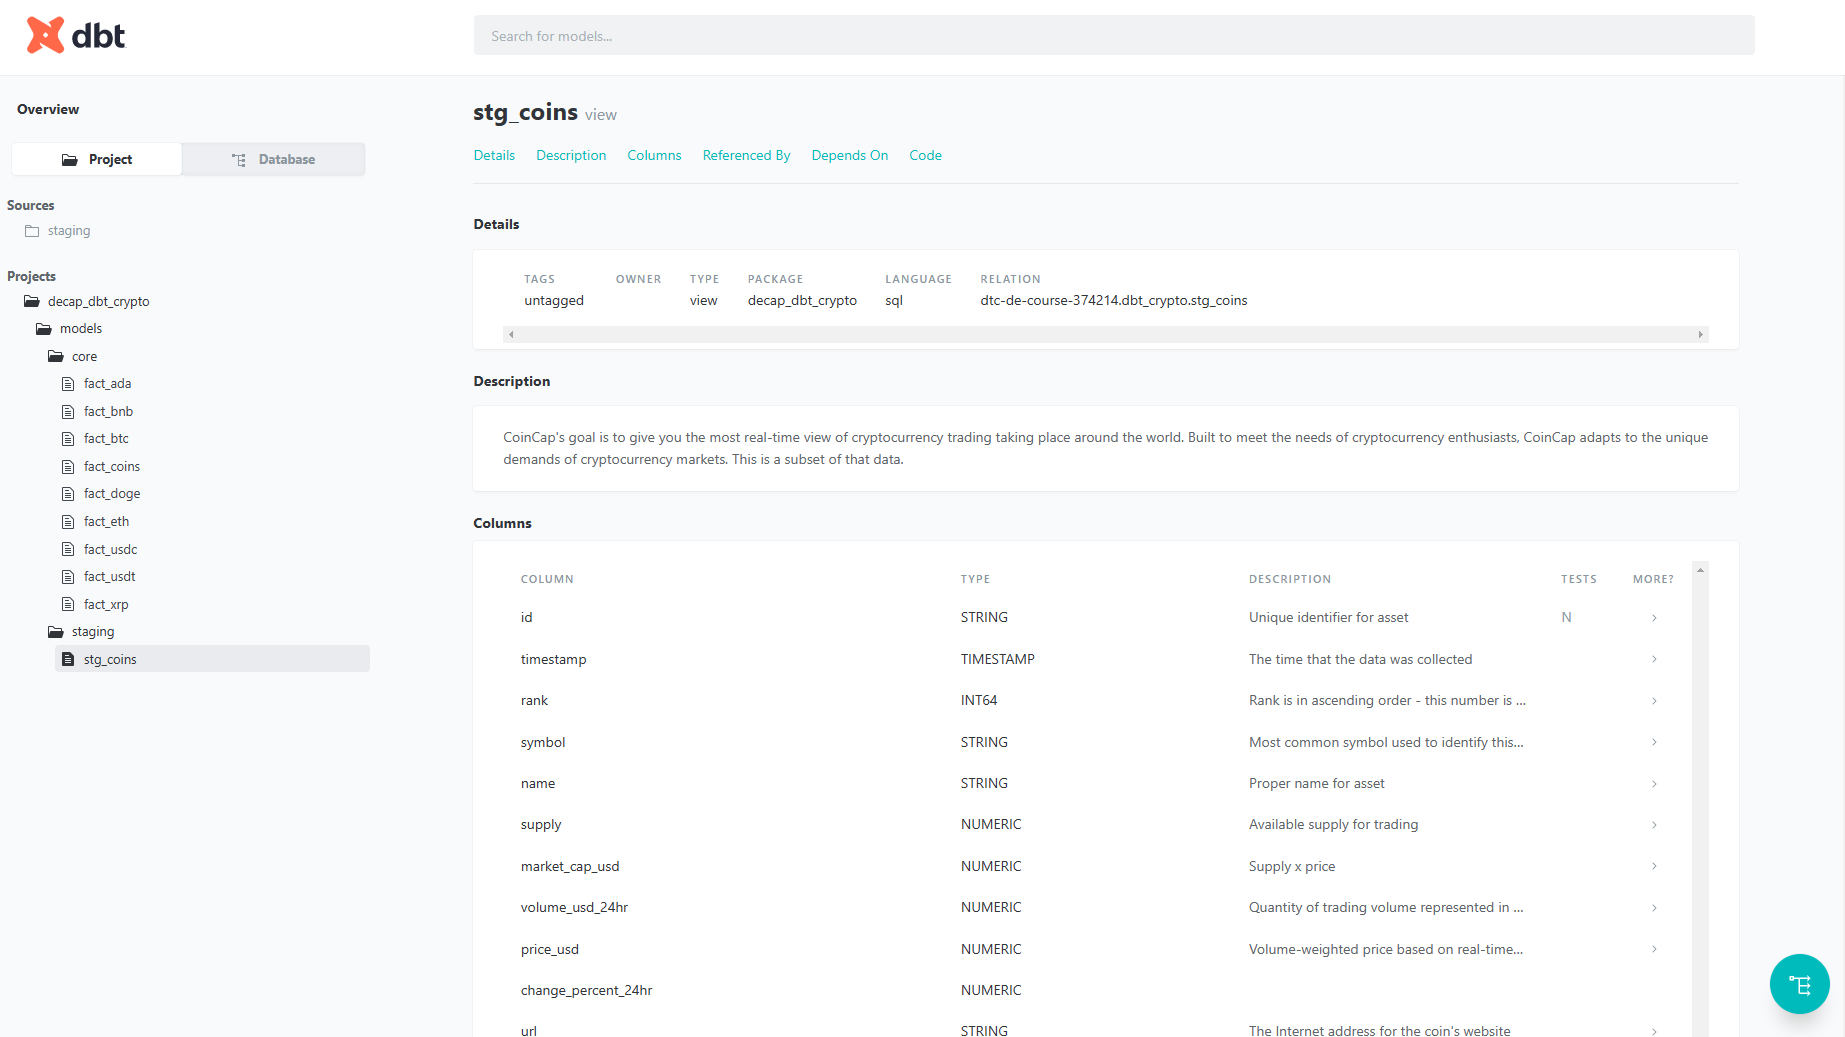 dbt
Search for models...
Overview
Project
Database
Sources
staging
Projects
decap_dbt_crypto
models
core
fact_ada
fact_bnb
fact_btc
fact_coins
fact_doge
fact_eth
fact_usdc
fact_usdt
fact_xrp
staging
stg_coins
stg_coins view
Details Description Columns Referenced By Depends On Code
Details
TAGS OWNER TYPE PACKAGE LANGUAGE RELATION
untagged view decap_dbt_crypto sql dtc-de-course-374214.dbt_crypto.stg_coins
Description
CoinCap's goal is to give you the most real-time view of cryptocurrency trading taking place around the world. Built to meet the needs of cryptocurrency enthusiasts, CoinCap adapts to the unique
demands of cryptocurrency markets. This is a subset of that data.
Columns
COLUMN TYPE DESCRIPTION TESTS MORE?
id STRING Unique identifier for asset N
timestamp TIMESTAMP The time that the data was collected
rank INT64 Rank is in ascending order - this number is ...
symbol STRING Most common symbol used to identify this...
name STRING Proper name for asset
supply NUMERIC Available supply for trading
market_cap_usd NUMERIC Supply x price
volume_usd_24hr NUMERIC Quantity of trading volume represented in ...
price_usd NUMERIC Volume-weighted price based on real-time...
change_percent_24hr NUMERIC
url STRING The Internet address for the coin's website